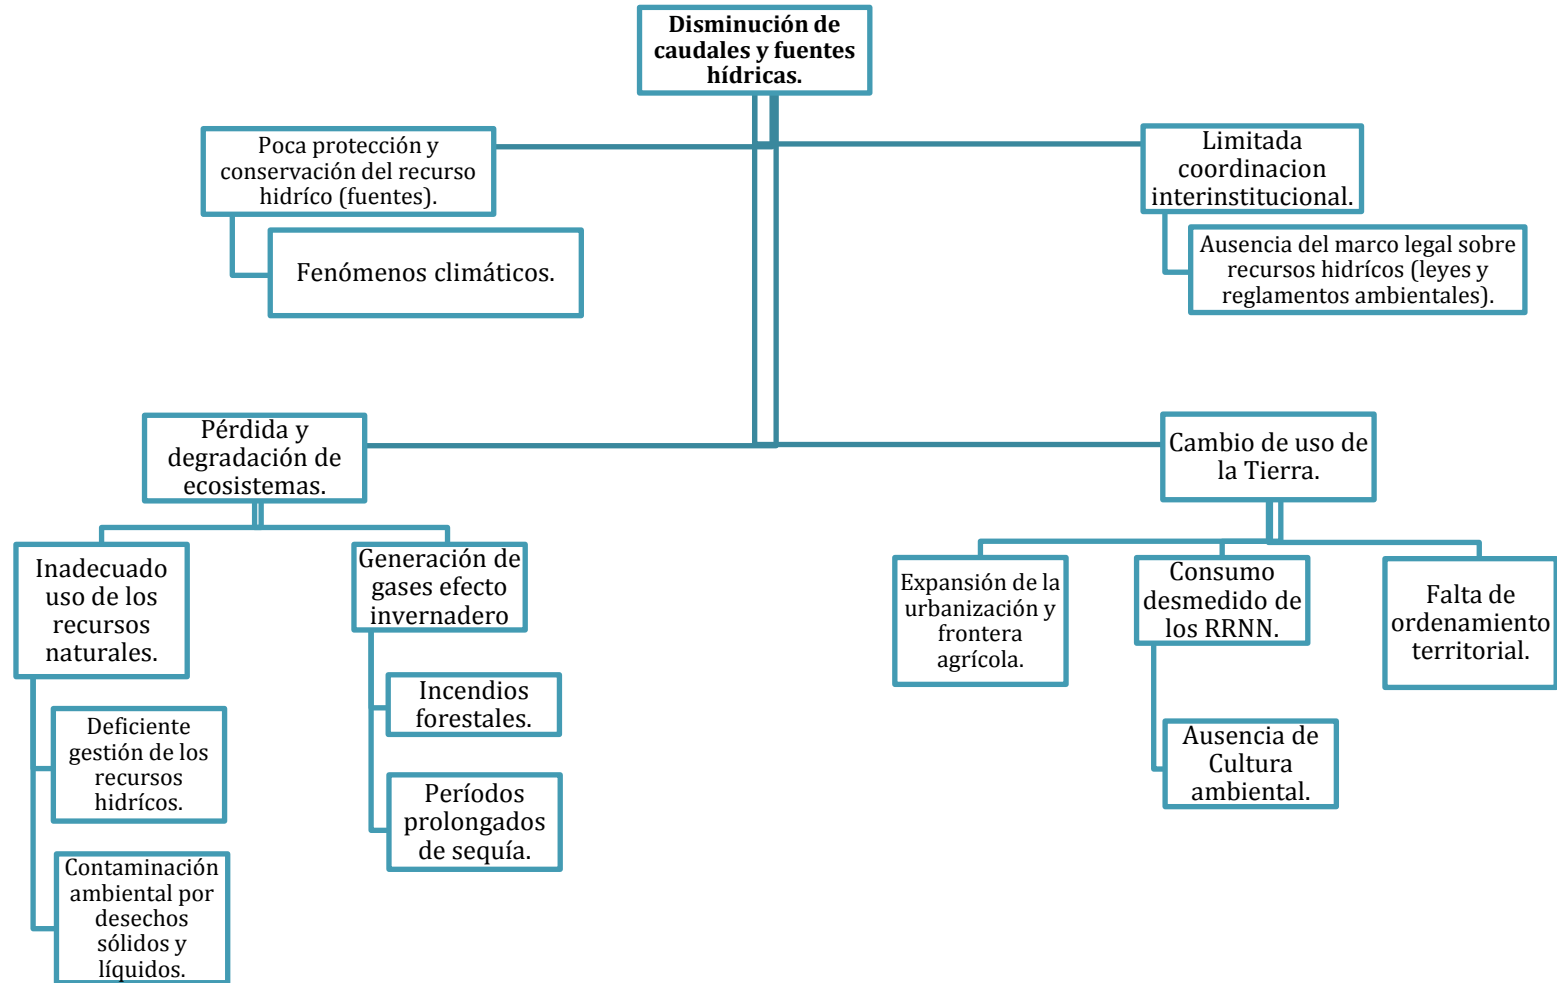 Disminución de
caudales y fuentes
hídricas.
Poca protección y
conservación del recurso
hidríco (fuentes).
Fenómenos climáticos.
Limitada
coordinacion
interinstitucional.
Ausencia del marco legal sobre
recursos hidrícos (leyes y
reglamentos ambientales).
Pérdida y
degradación de
ecosistemas.
Inadecuado
uso de los
recursos
naturales.
Deficiente
gestión de los
recursos
hidrícos.
Contaminación
ambiental por
desechos
sólidos y
líquidos.
Generación de
gases efecto
invernadero
Incendios
forestales.
Períodos
prolongados
de sequía.
Cambio de uso de
la Tierra.
Expansión de la
urbanización y
frontera
agrícola.
Consumo
desmedido de
los RRNN.
Ausencia de
Cultura
ambiental.
Falta de
ordenamiento
territorial.